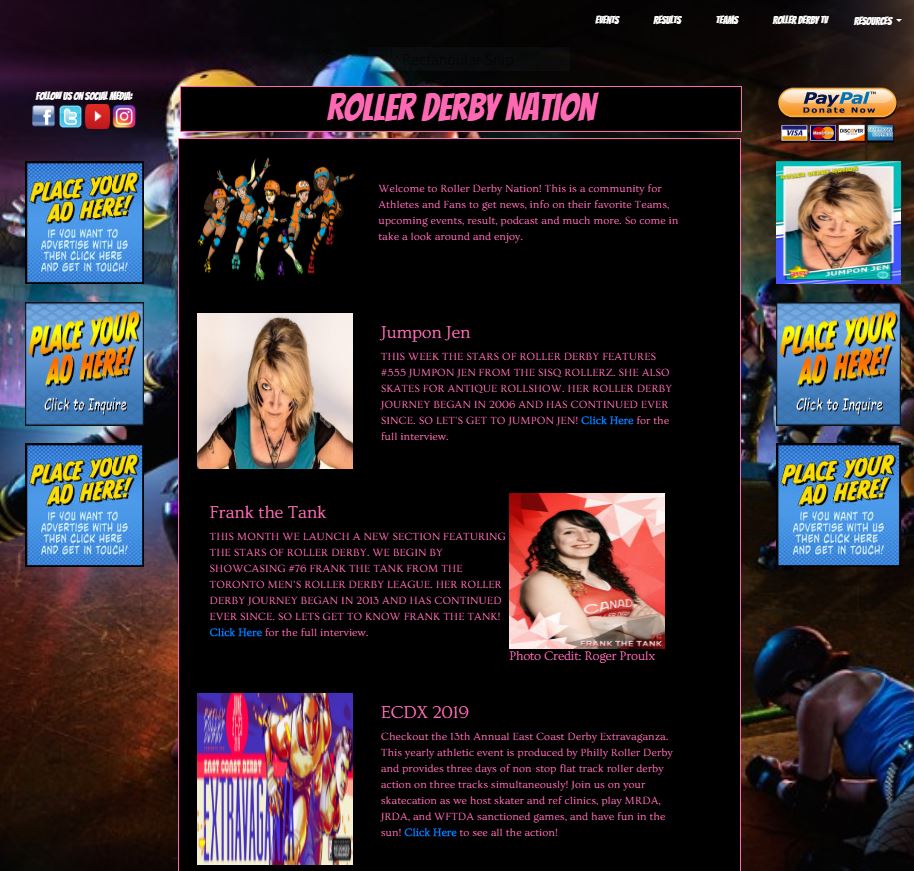 EVENTS RESULTS TEAMS ROLLER DERBY TV RESOURCES
Rectangular Snip
FOLLOW US ON SOCIAL MEDIA:
ROLLER DERBY NATION
PayPal™
Donate Now
VISA MasterCard DISCOVER
PLACE YOUR
AD HERE!
IF YOU WANT TO
ADVERTISE WITH US
THEN CLICK HERE
AND GET IN TOUCH!
PLACE YOUR
AD HERE!
Click to Inquire
PLACE YOUR
AD HERE!
IF YOU WANT TO
ADVERTISE WITH US
THEN CLICK HERE
AND GET IN TOUCH!
Welcome to Roller Derby Nation! This is a community for
Athletes and Fans to get news, info on their favorite Teams,
upcoming events, result, podcast and much more. So come in
take a look around and enjoy.
Jumpon Jen
THIS WEEK THE STARS OF ROLLER DERBY FEATURES
#555 JUMPON JEN FROM THE SISQ ROLLERZ. SHE ALSO
SKATES FOR ANTIQUE ROLLSHOW. HER ROLLER DERBY
JOURNEY BEGAN IN 2006 AND HAS CONTINUED EVER
SINCE. SO LET'S GET TO JUMPON JEN! Click Here for the
full interview.
Frank the Tank
THIS MONTH WE LAUNCH A NEW SECTION FEATURING
THE STARS OF ROLLER DERBY. WE BEGIN BY
SHOWCASING #76 FRANK THE TANK FROM THE
TORONTO MEN'S ROLLER DERBY LEAGUE. HER ROLLER
DERBY JOURNEY BEGAN IN 2013 AND HAS CONTINUED
EVER SINCE. SO LETS GET TO KNOW FRANK THE TANK!
Click Here for the full interview.
CANAD
FRANK THE TANK
Photo Credit: Roger Proulx
PHILLY
ROLLER
DERBY
EAST COAST DERBY
EXTRAVAGANZA
ECDX 2019
Checkout the 13th Annual East Coast Derby Extravaganza.
This yearly athletic event is produced by Philly Roller Derby
and provides three days of non-stop flat track roller derby
action on three tracks simultaneously! Join us on your
skatecation as we host skater and ref clinics, play MRDA,
JRDA, and WFTDA sanctioned games, and have fun in the
sun! Click Here to see all the action!
ROLLER DERBY NATION
JUMPON JEN
PLACE YOUR
AD HERE!
Click to Inquire
PLACE YOUR
AD HERE!
IF YOU WANT TO
ADVERTISE WITH US
THEN CLICK HERE
AND GET IN TOUCH!